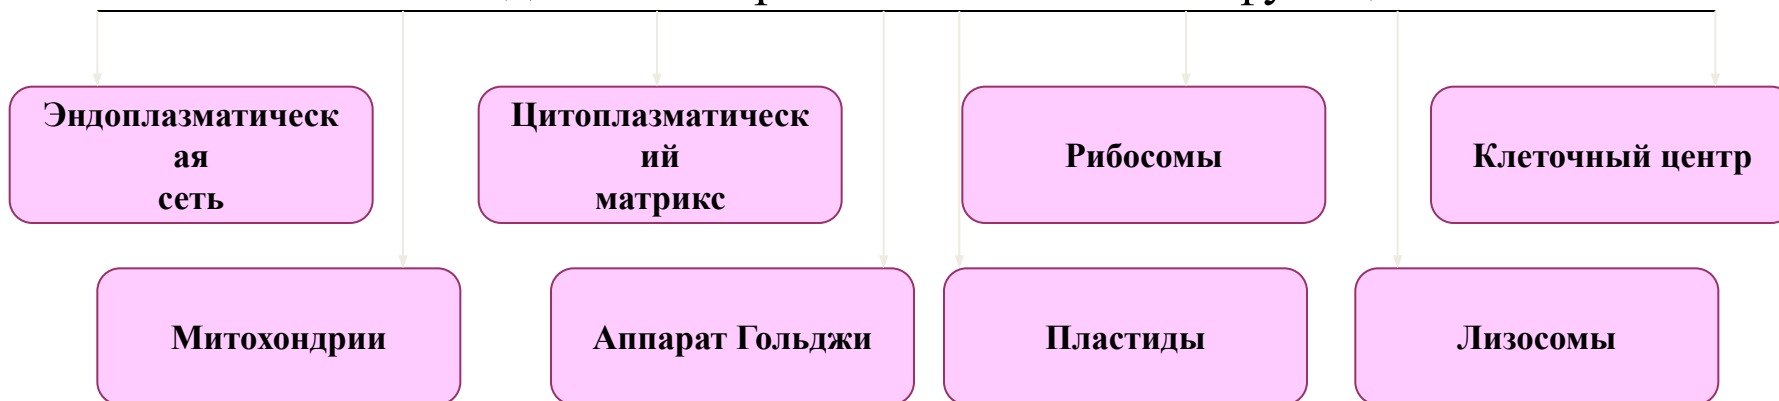 Эндоплазматическ
ая
сеть
Цитоплазматическ
ий
матрикс
Рибосомы
Клеточный центр
Митохондрии
Аппарат Гольджи
Пластиды
Лизосомы